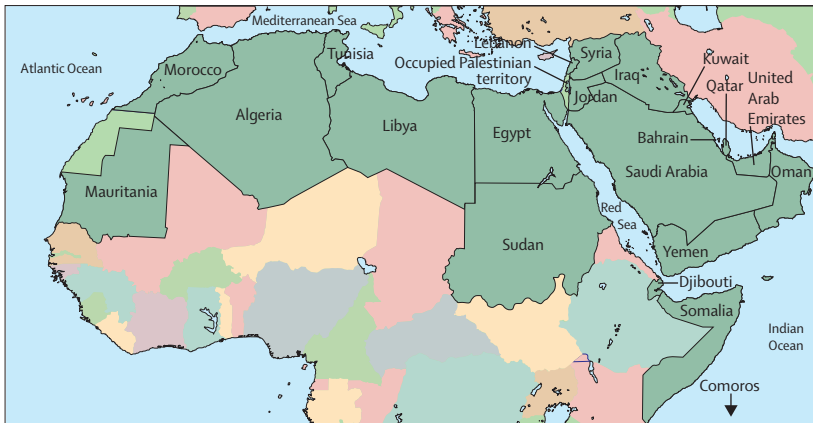 Mediterranean Sea
Atlantic Ocean
Morocco
Tunisia
Lebanon
Occupied Palestinian
territory
Syria
Iraq
Jordan
Kuwait
Qatar
United
Arab
Emirates
Algeria
Libya
Egypt
Bahrain
Saudi Arabia
Oman
Mauritania
Red
Sea
Sudan
Yemen
Djibouti
Somalia
Indian
Ocean
Comoros